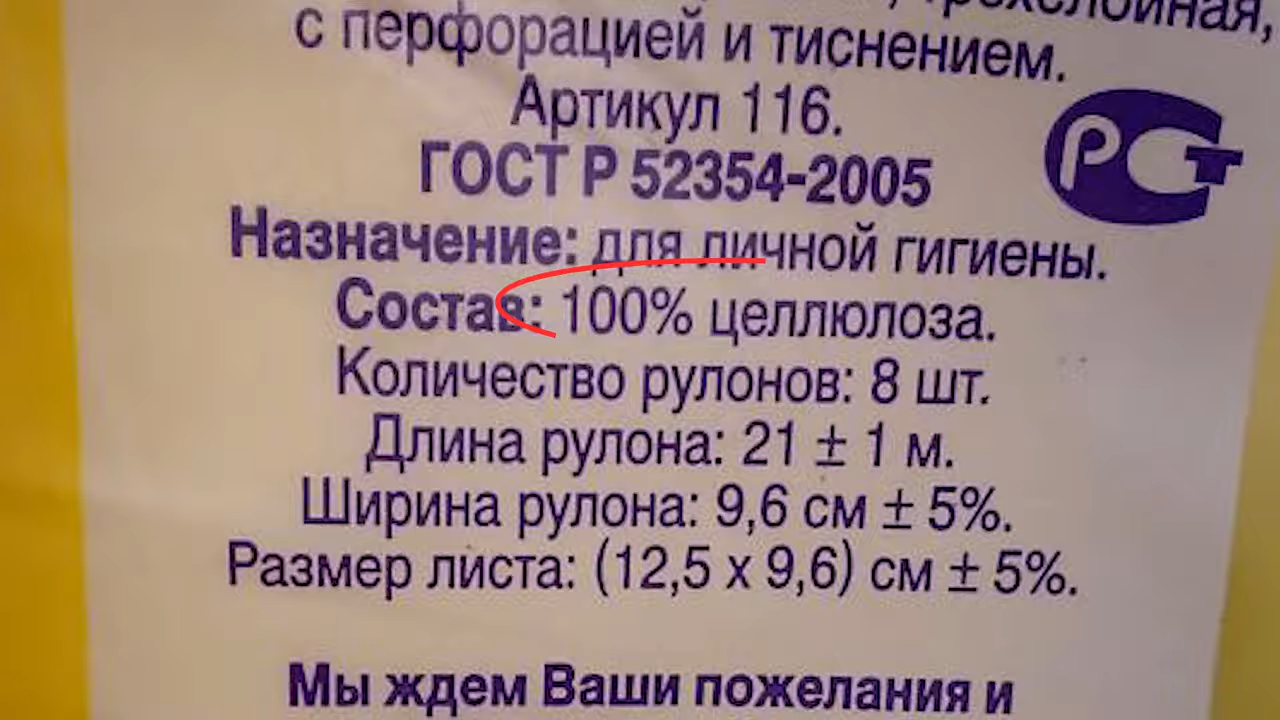 трехслойная,
с перфорацией и тиснением.
Артикул 116.
ГОСТ Р 52354-2005
РСТ
Назначение: для личной гигиены.
Состав: 100% целлюлоза.
Количество рулонов: 8 шт.
Длина рулона: 21 ± 1 м.
Ширина рулона: 9,6 см ± 5%.
Размер листа: (12,5 х 9,6) см ± 5%.
Мы ждем Ваши пожелания и